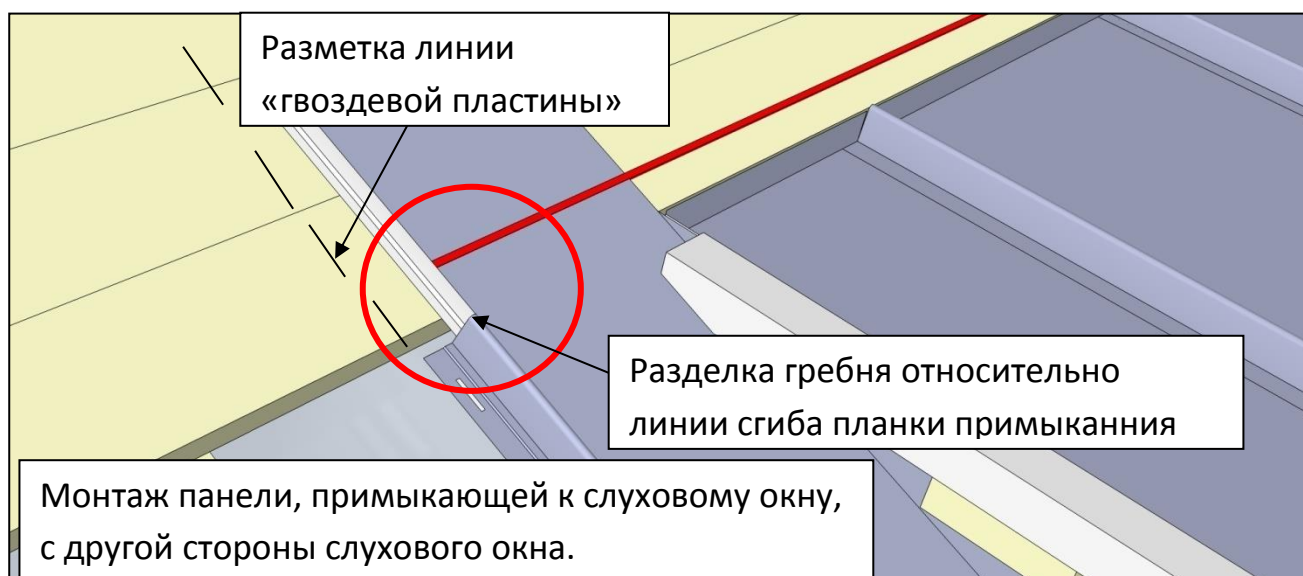 Разметка линии
«гвоздевой пластины»
Разделка гребня относительно
линии сгиба планки примыканния
Монтаж панели, примыкающей к слуховому окну,
с другой стороны слухового окна.